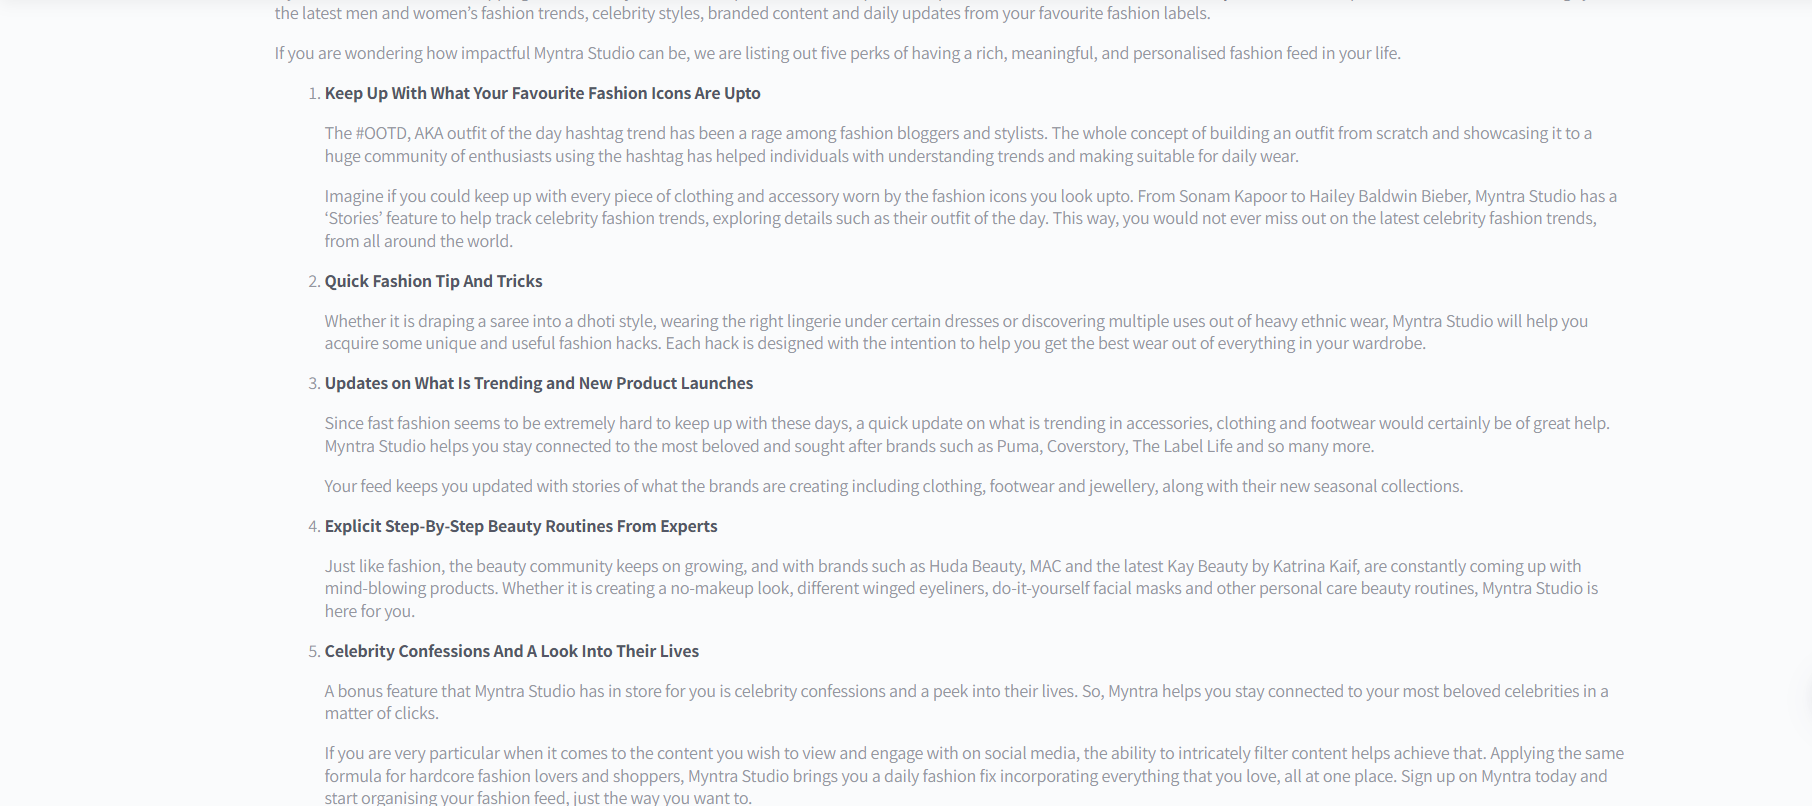 the latest men and women’s fashion trends, celebrity styles, branded content and daily updates from your favourite fashion labels.
If you are wondering how impactful Myntra Studio can be, we are listing out five perks of having a rich, meaningful, and personalised fashion feed in your life.
1. Keep Up With What Your Favourite Fashion Icons Are Upto
The #OOTD, AKA outfit of the day hashtag trend has been a rage among fashion bloggers and stylists. The whole concept of building an outfit from scratch and showcasing it to a
huge community of enthusiasts using the hashtag has helped individuals with understanding trends and making suitable for daily wear.
Imagine if you could keep up with every piece of clothing and accessory worn by the fashion icons you look upto. From Sonam Kapoor to Hailey Baldwin Bieber, Myntra Studio has a
‘Stories’ feature to help track celebrity fashion trends, exploring details such as their outfit of the day. This way, you would not ever miss out on the latest celebrity fashion trends,
from all around the world.
2. Quick Fashion Tip And Tricks
Whether it is draping a saree into a dhoti style, wearing the right lingerie under certain dresses or discovering multiple uses out of heavy ethnic wear, Myntra Studio will help you
acquire some unique and useful fashion hacks. Each hack is designed with the intention to help you get the best wear out of everything in your wardrobe.
3. Updates on What Is Trending and New Product Launches
Since fast fashion seems to be extremely hard to keep up with these days, a quick update on what is trending in accessories, clothing and footwear would certainly be of great help.
Myntra Studio helps you stay connected to the most beloved and sought after brands such as Puma, Coverstory, The Label Life and so many more.
Your feed keeps you updated with stories of what the brands are creating including clothing, footwear and jewellery, along with their new seasonal collections.
4. Explicit Step-By-Step Beauty Routines From Experts
Just like fashion, the beauty community keeps on growing, and with brands such as Huda Beauty, MAC and the latest Kay Beauty by Katrina Kaif, are constantly coming up with
mind-blowing products. Whether it is creating a no-makeup look, different winged eyeliners, do-it-yourself facial masks and other personal care beauty routines, Myntra Studio is
here for you.
5. Celebrity Confessions And A Look Into Their Lives
A bonus feature that Myntra Studio has in store for you is celebrity confessions and a peek into their lives. So, Myntra helps you stay connected to your most beloved celebrities in a
matter of clicks.
If you are very particular when it comes to the content you wish to view and engage with on social media, the ability to intricately filter content helps achieve that. Applying the same
formula for hardcore fashion lovers and shoppers, Myntra Studio brings you a daily fashion fix incorporating everything that you love, all at one place. Sign up on Myntra today and
start organising your fashion feed, just the way you want to.